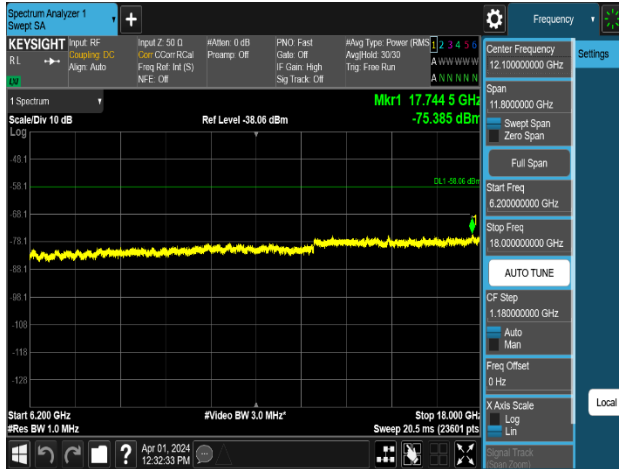 Spectrum Analyzer 1
Swept SA
Frequency
KEYSIGHT
R L
Input: RF
Coupling: DC
Align: Auto
Input Z: 50 Ω
Corr CCorr RCal
Freq Ref: Int (S)
NFE: Off
#Atten: 0 dB
Preamp: Off
PNO: Fast
Gate: Off
IF Gain: High
Sig Track: Off
#Avg Type: Power (RMS
Avg|Hold: 30/30
Trig: Free Run
1 2 3 4 5 6
A W W W W W
A N N N N N
1 Spectrum
Scale/Div 10 dB
Log
Ref Level -38.06 dBm
Mkr1 17.744 5 GHz
-75.385 dBm
-48.1
DL1 -58.06 dBm
-58.1
-68.1
1
-78.1
-88.1
-98.1
-108
-118
-128
Start 6.200 GHz
#Res BW 1.0 MHz
#Video BW 3.0 MHz*
Stop 18.000 GHz
Sweep 20.5 ms (23601 pts
Apr 01, 2024
12:32:33 PM
Center Frequency
12.100000000 GHz
Span
11.8000000 GHz
Swept Span
Zero Span
Full Span
Start Freq
6.200000000 GHz
Stop Freq
18.000000000 GHz
AUTO TUNE
CF Step
1.180000000 GHz
Auto
Man
Freq Offset
0 Hz
X Axis Scale
Log
Lin
Signal Track
(Span Zoom)
Settings
Local